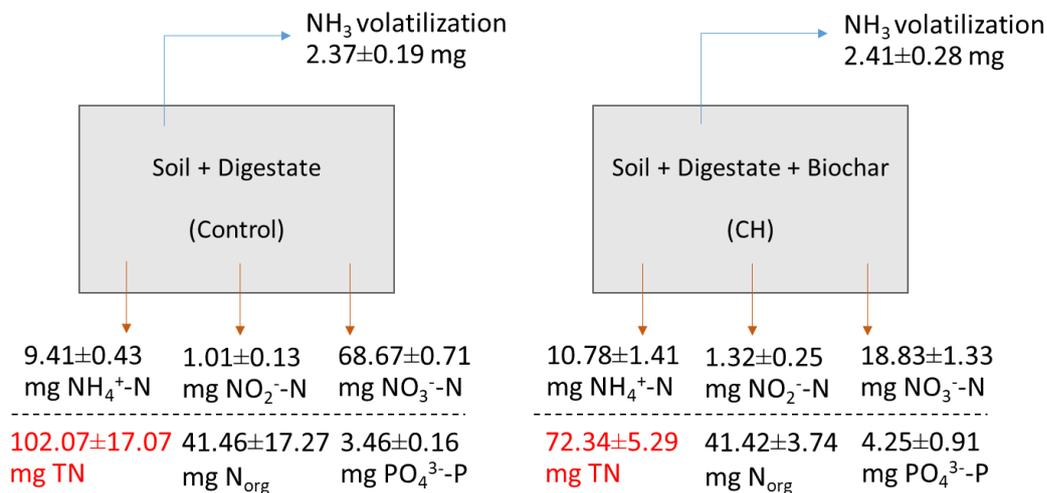 NH₃ volatilization
2.37±0.19 mg
Soil + Digestate
(Control)
9.41±0.43
mg NH₄⁺-N
1.01±0.13
mg NO₂⁻-N
68.67±0.71
mg NO₃⁻-N
102.07±17.07
mg TN
41.46±17.27
mg Nₒᵣg
3.46±0.16
mg PO₄³⁻-P
NH₃ volatilization
2.41±0.28 mg
Soil + Digestate + Biochar
(CH)
10.78±1.41
mg NH₄⁺-N
1.32±0.25
mg NO₂⁻-N
18.83±1.33
mg NO₃⁻-N
72.34±5.29
mg TN
41.42±3.74
mg Nₒᵣg
4.25±0.91
mg PO₄³⁻-P